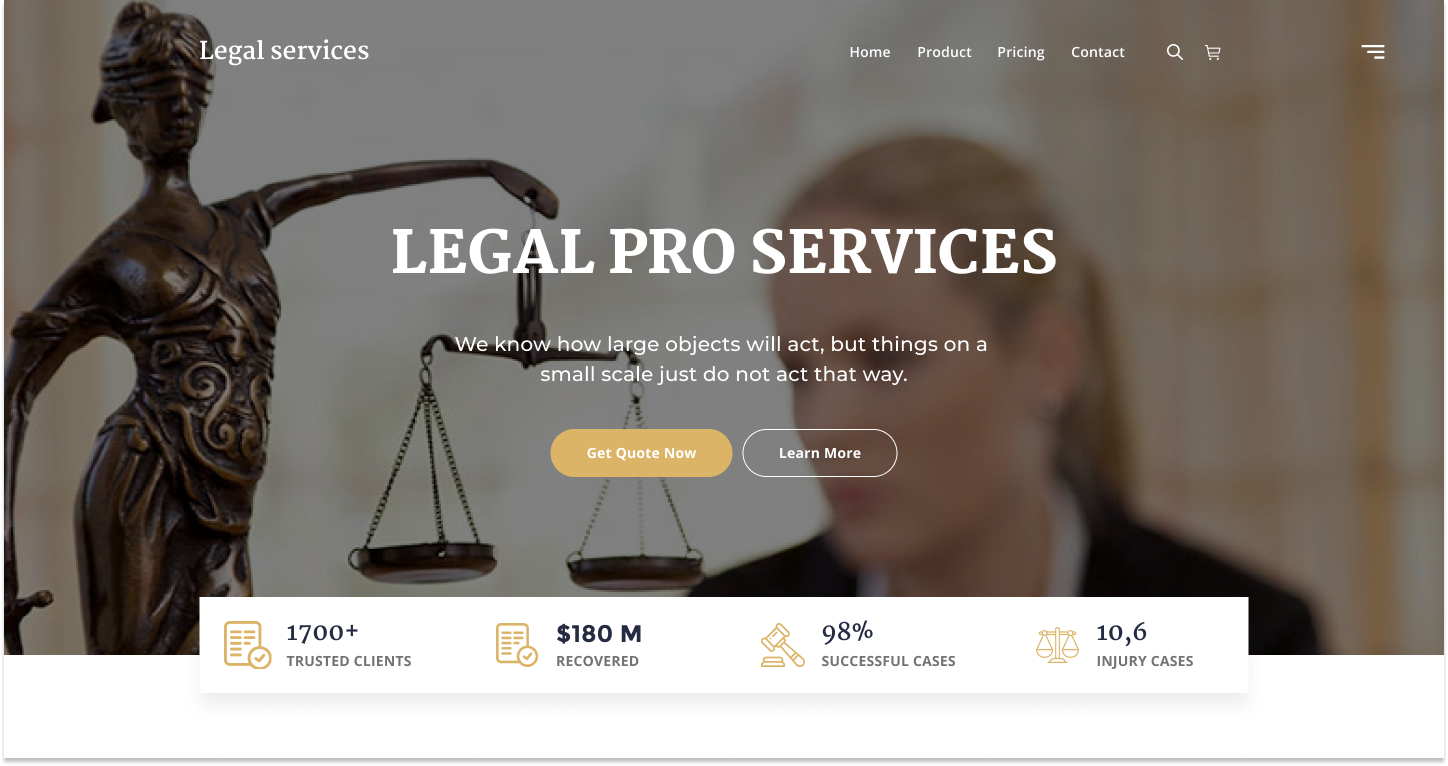 Legal services
Home Product Pricing Contact
LEGAL PRO SERVICES
We know how large objects will act, but things on a
small scale just do not act that way.
Get Quote Now Learn More
1700+ $180 M 98% 10,6
TRUSTED CLIENTS RECOVERED SUCCESSFUL CASES INJURY CASES